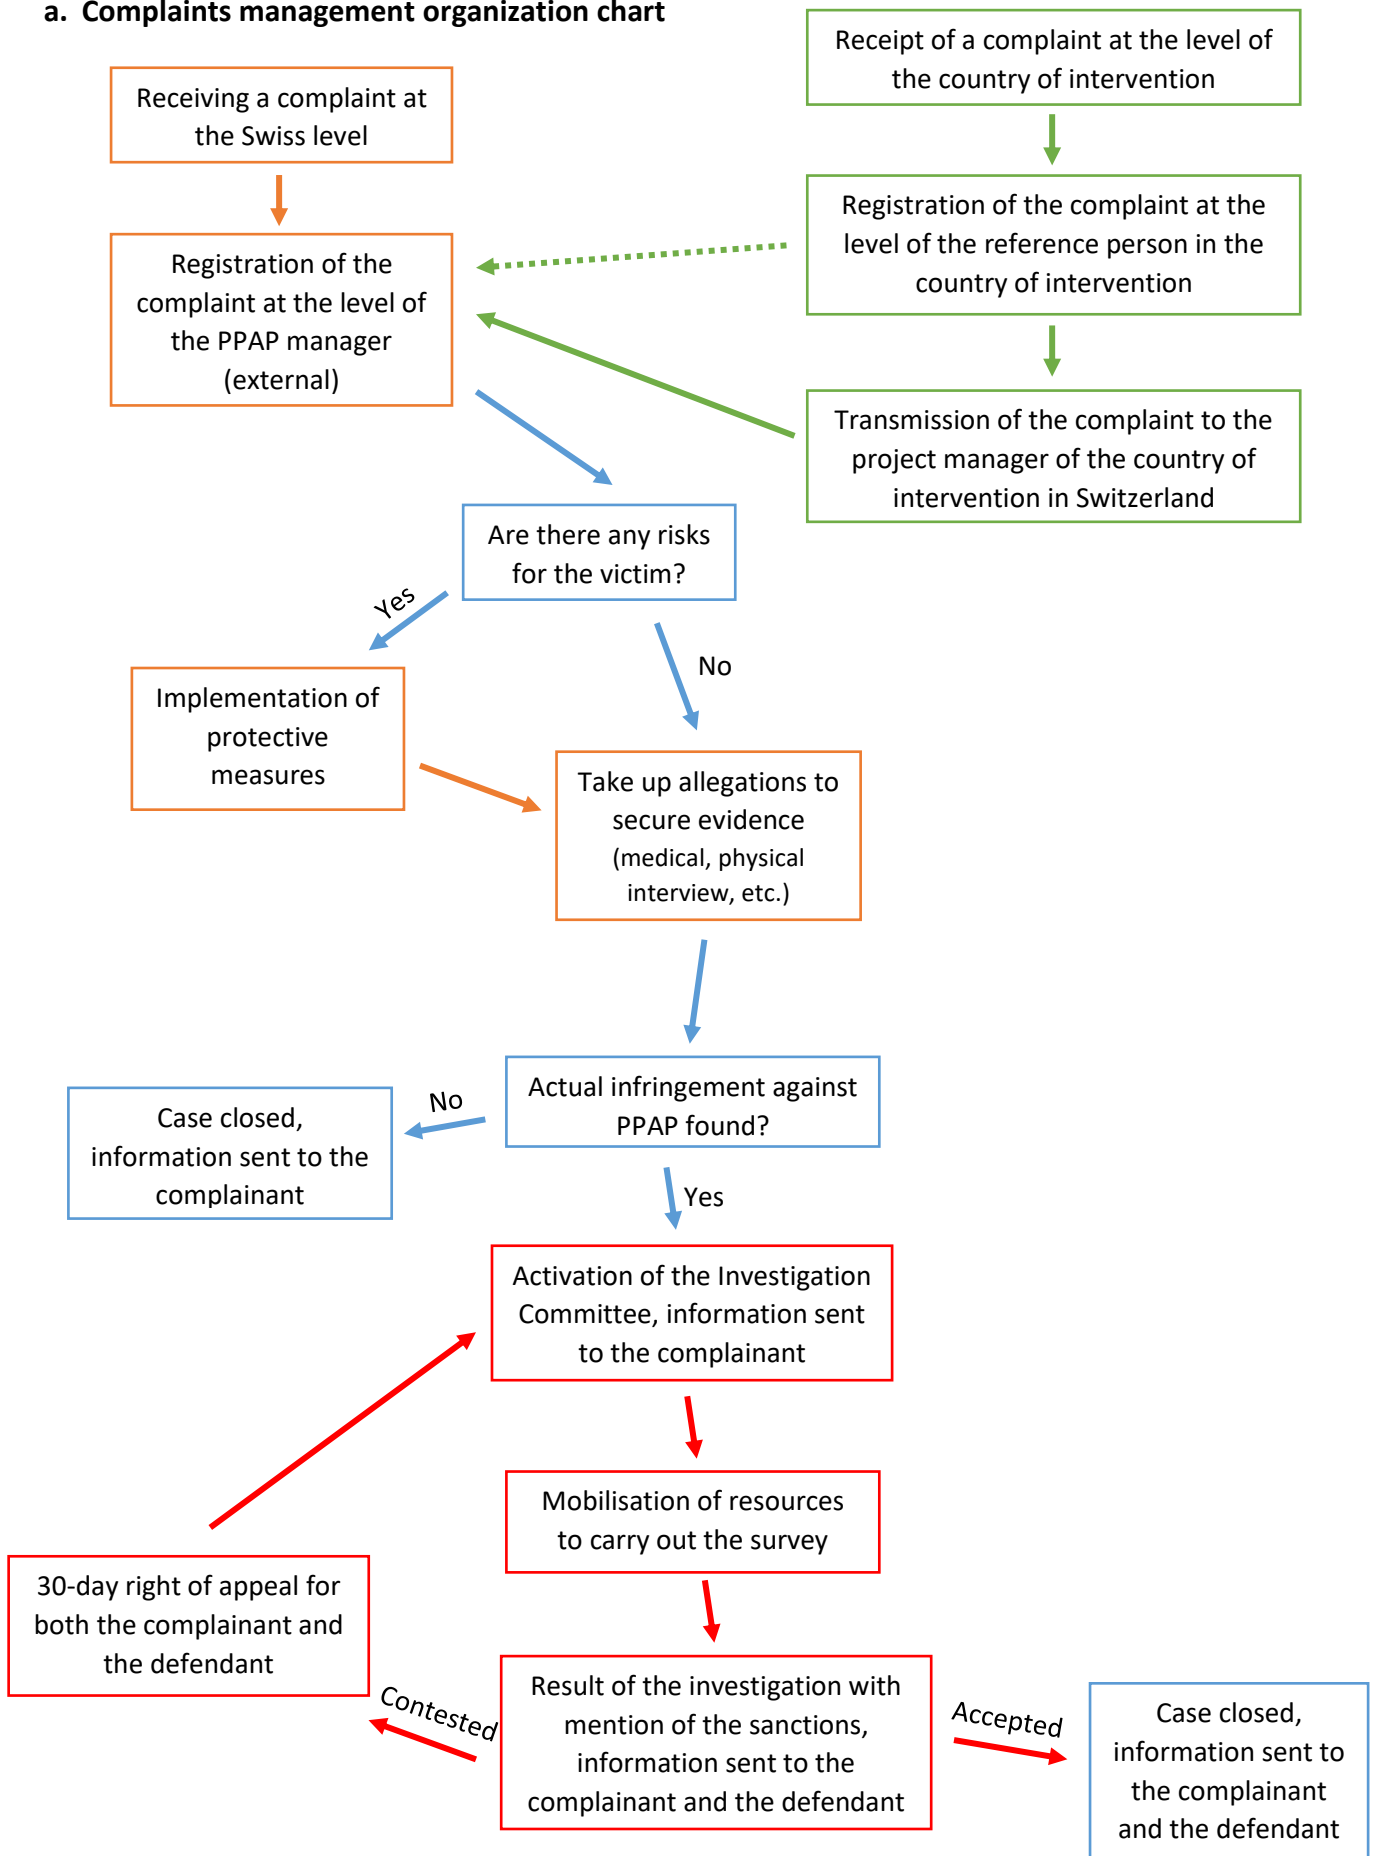 a. Complaints management organization chart
Receipt of a complaint at the level of
the country of intervention
Receiving a complaint at
the Swiss level
Registration of the complaint at the
level of the reference person in the
country of intervention
Registration of the
complaint at the level of
the PPAP manager
(external)
Transmission of the complaint to the
project manager of the country of
intervention in Switzerland
Are there any risks
for the victim?
Yes
No
Implementation of
protective
measures
Take up allegations to
secure evidence
(medical, physical
interview, etc.)
Actual infringement against
PPAP found?
No
Case closed,
information sent to the
complainant
Yes
Activation of the Investigation
Committee, information sent
to the complainant
Mobilisation of resources
to carry out the survey
30-day right of appeal for
both the complainant and
the defendant
Contested
Result of the investigation with
mention of the sanctions,
information sent to the
complainant and the defendant
Accepted
Case closed,
information sent to
the complainant
and the defendant